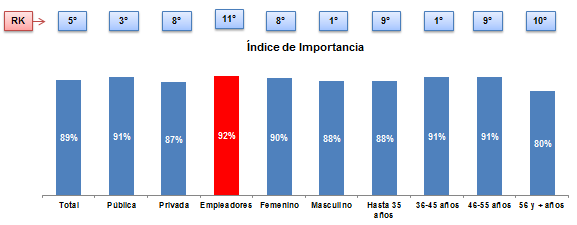 RK 5° 3° 8° 11° 8° 1° 9° 1° 9° 10°
Índice de Importancia
89% 91% 87% 92% 90% 88% 88% 91% 91% 80%
Total Pública Privada Empleadores Femenino Masculino Hasta 35 36-45 años 46-55 años 56 y + años
años